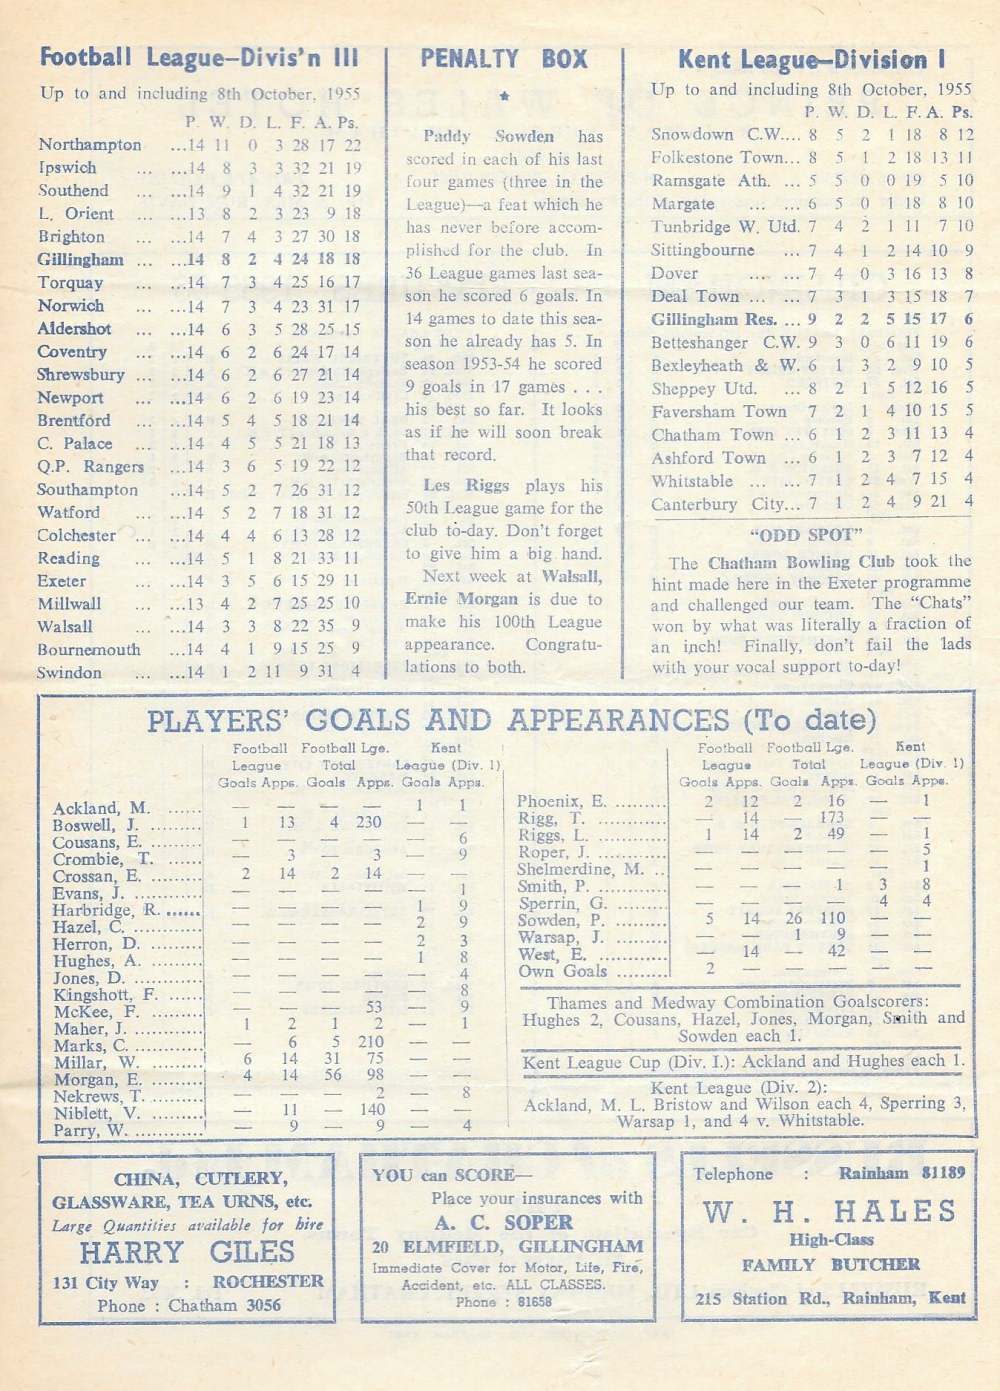 Football League—Divis'n III
Up to and including 8th October, 1955
P. W. D. L. F. A. Ps.
Northampton ...14 11 0 3 28 17 22
Ipswich ... ...14 8 3 3 32 21 19
Southend ... ...14 9 1 4 32 21 19
L. Orient ... ...13 8 2 3 23 9 18
Brighton ... ...14 7 4 3 27 30 18
Gillingham ... ...14 8 2 4 24 18 18
Torquay ... ...14 7 3 4 25 16 17
Norwich ... ...14 7 3 4 23 31 17
Aldershot ... ...14 6 3 5 28 25 15
Coventry ... ...14 6 2 6 24 17 14
Shrewsbury ... ...14 6 2 6 27 21 14
Newport ... ...14 6 2 6 19 23 14
Brentford ... ...14 5 4 5 18 21 14
C. Palace ... ...14 4 5 5 21 18 13
Q.P. Rangers ...14 3 6 5 19 22 12
Southampton ...14 5 2 7 26 31 12
Watford ... ...14 5 2 7 18 31 12
Colchester ... ...14 4 4 6 13 28 12
Reading ... ...14 5 1 8 21 33 11
Exeter ... ...14 3 5 6 15 29 11
Millwall ... ...13 4 2 7 25 25 10
Walsall ... ...14 3 3 8 22 35 9
Bournemouth ...14 4 1 9 15 25 9
Swindon ... ...14 1 2 11 9 31 4
PENALTY BOX
★
Paddy Sowden has
scored in each of his last
four games (three in the
League)—a feat which he
has never before accom-
plished for the club. In
36 League games last sea-
son he scored 6 goals. In
14 games to date this sea-
son he already has 5. In
season 1953-54 he scored
9 goals in 17 games . . .
his best so far. It looks
as if he will soon break
that record.
Les Riggs plays his
50th League game for the
club to-day. Don't forget
to give him a big hand.
Next week at Walsall,
Ernie Morgan is due to
make his 100th League
appearance. Congratu-
lations to both.
Kent League—Division I
Up to and including 8th October, 1955
P. W. D. L. F. A. Ps.
Snowdown C.W.... 8 5 2 1 18 8 12
Folkestone Town... 8 5 1 2 18 13 11
Ramsgate Ath. ... 5 5 0 0 19 5 10
Margate ... ... 6 5 0 1 18 8 10
Tunbridge W. Utd. 7 4 2 1 11 7 10
Sittingbourne ... 7 4 1 2 14 10 9
Dover ... ... 7 4 0 3 16 13 8
Deal Town ... ... 7 3 1 3 15 18 7
Gillingham Res. ... 9 2 2 5 15 17 6
Betteshanger C.W. 9 3 0 6 11 19 6
Bexleyheath & W. 6 1 3 2 9 10 5
Sheppey Utd. ... 8 2 1 5 12 16 5
Faversham Town 7 2 1 4 10 15 5
Chatham Town ... 6 1 2 3 11 13 4
Ashford Town ... 6 1 2 3 7 12 4
Whitstable ... ... 7 1 2 4 7 15 4
Canterbury City... 7 1 2 4 9 21 4
"ODD SPOT"
The Chatham Bowling Club took the
hint made here in the Exeter programme
and challenged our team. The "Chats"
won by what was literally a fraction of
an inch! Finally, don't fail the lads
with your vocal support to-day!
PLAYERS' GOALS AND APPEARANCES (To date)
Football Football Lge. Kent
League Total League (Div. 1)
Goals Apps. Goals Apps. Goals Apps.
Ackland, M. ...... — — — — 1 1
Boswell, J. ......... 1 13 4 230 — —
Cousans, E. ......... — — — — — 6
Crombie, T. ...... — 3 — 3 — 9
Crossan, E. ......... 2 14 2 14 — —
Evans, J. ............ — — — — — 1
Harbridge, R. ...... — — — — 1 9
Hazel, C. ............ — — — — 2 9
Herron, D. ......... — — — — 2 3
Hughes, A. ......... — — — — 1 8
Jones, D. ............ — — — — — 4
Kingshott, F. ...... — — — — — 8
McKee, F. ......... — — — 53 — 9
Maher, J. ............ 1 2 1 2 — 1
Marks, C. ............ — 6 5 210 — —
Millar, W. ......... 6 14 31 75 — —
Morgan, E. ......... 4 14 56 98 — —
Nekrews, T. ......... — — — 2 — 8
Niblett, V. ......... — 11 — 140 — —
Parry, W. ............ — 9 — 9 — 4
Football Football Lge. Kent
League Total League (Div. 1)
Goals Apps. Goals Apps. Goals Apps.
Phoenix, E. .......... 2 12 2 16 — 1
Rigg, T. ............ — 14 — 173 — —
Riggs, L. ............ 1 14 2 49 — 1
Roper, J. ............ — — — — — 5
Shelmerdine, M. .. — — — — — 1
Smith, P. ............ — — — 1 3 8
Sperrin, G. ......... — — — — 4 4
Sowden, P. ......... 5 14 26 110 — —
Warsap, J. ......... — — 1 9 — —
West, E. ............ — 14 — 42 — —
Own Goals ......... 2 — — — — —
Thames and Medway Combination Goalscorers:
Hughes 2, Cousans, Hazel, Jones, Morgan, Smith and
Sowden each 1.
Kent League Cup (Div. I.): Ackland and Hughes each 1.
Kent League (Div. 2):
Ackland, M. L. Bristow and Wilson each 4, Sperring 3,
Warsap 1, and 4 v. Whitstable.
CHINA, CUTLERY,
GLASSWARE, TEA URNS, etc.
Large Quantities available for hire
HARRY GILES
131 City Way : ROCHESTER
Phone : Chatham 3056
YOU can SCORE—
Place your insurances with
A. C. SOPER
20 ELMFIELD, GILLINGHAM
Immediate Cover for Motor, Life, Fire,
Accident, etc. ALL CLASSES.
Phone : 81658
Telephone : Rainham 81189
W. H. HALES
High-Class
FAMILY BUTCHER
215 Station Rd., Rainham, Kent